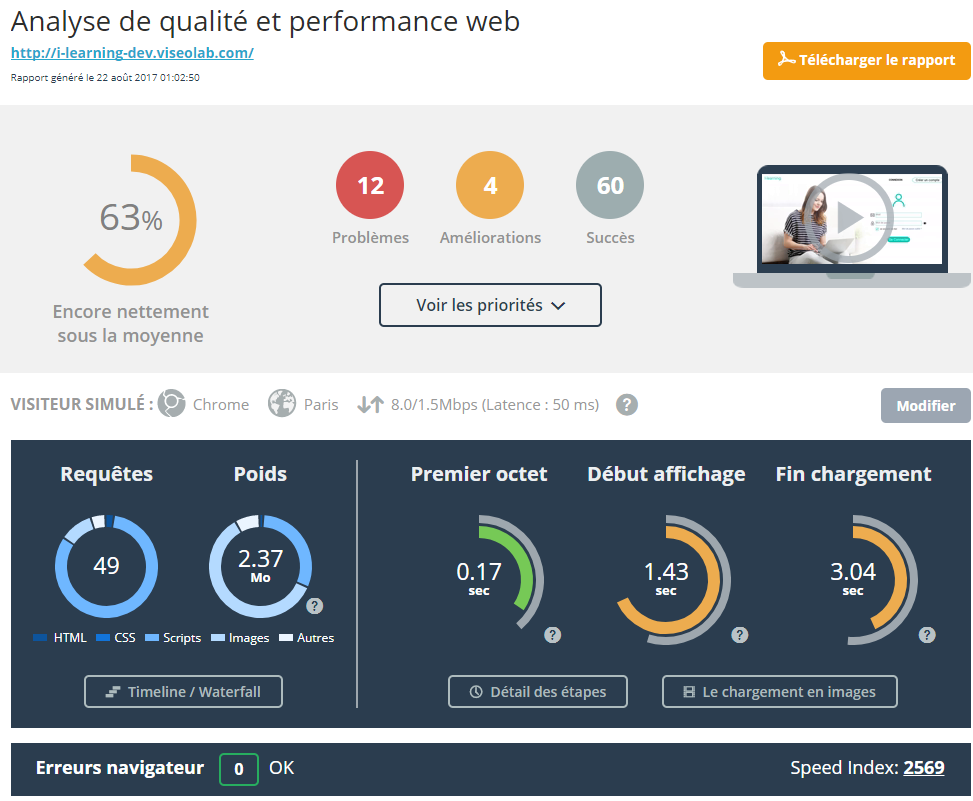 Analyse de qualité et performance web
http://i-learning-dev.viseolab.com/
Rapport généré le 22 août 2017 01:02:50
Télécharger le rapport
63%
Encore nettement
sous la moyenne
12
Problèmes
4
Améliorations
60
Succès
Voir les priorités
VISITEUR SIMULÉ :
Chrome
Paris
8.0/1.5Mbps (Latence : 50 ms)
?
Modifier
Requêtes
49
Poids
2.37
Mo
?
HTML
CSS
Scripts
Images
Autres
Timeline / Waterfall
Premier octet
0.17
sec
?
Début affichage
1.43
sec
?
Fin chargement
3.04
sec
?
Détail des étapes
Le chargement en images
Erreurs navigateur
0
OK
Speed Index: 2569